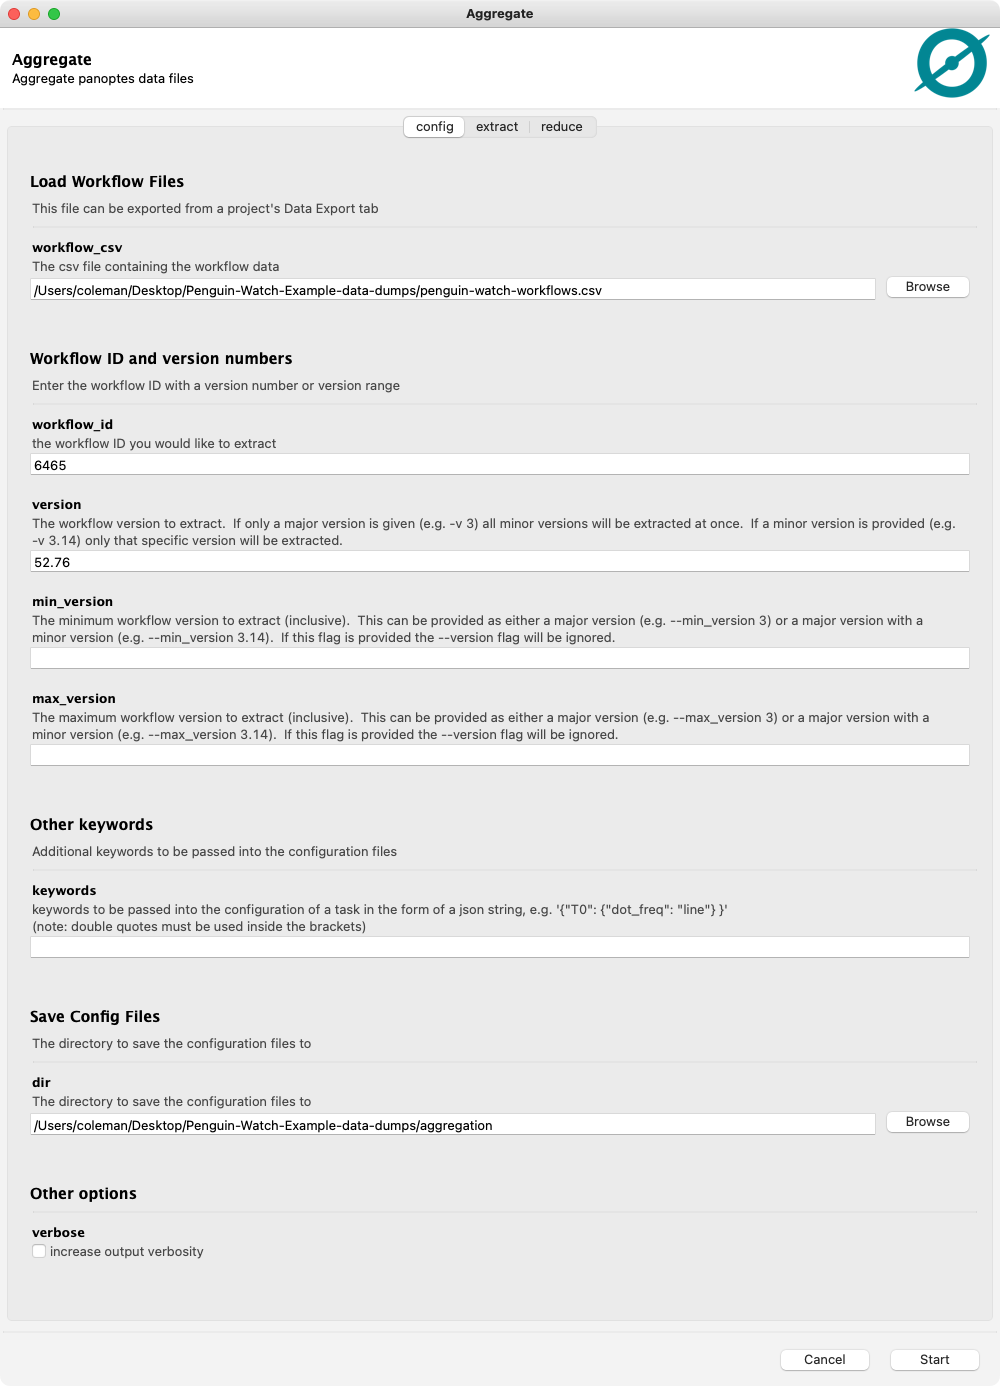 Aggregate
Aggregate
Aggregate panoptes data files
config extract reduce
Load Workflow Files
This file can be exported from a project's Data Export tab
workflow_csv
The csv file containing the workflow data
/Users/coleman/Desktop/Penguin-Watch-Example-data-dumps/penguin-watch-workflows.csv Browse
Workflow ID and version numbers
Enter the workflow ID with a version number or version range
workflow_id
the workflow ID you would like to extract
6465
version
The workflow version to extract.  If only a major version is given (e.g. -v 3) all minor versions will be extracted at once.  If a minor version is provided (e.g.
-v 3.14) only that specific version will be extracted.
52.76
min_version
The minimum workflow version to extract (inclusive).  This can be provided as either a major version (e.g. --min_version 3) or a major version with a
minor version (e.g. --min_version 3.14).  If this flag is provided the --version flag will be ignored.
max_version
The maximum workflow version to extract (inclusive).  This can be provided as either a major version (e.g. --max_version 3) or a major version with a
minor version (e.g. --max_version 3.14).  If this flag is provided the --version flag will be ignored.
Other keywords
Additional keywords to be passed into the configuration files
keywords
keywords to be passed into the configuration of a task in the form of a json string, e.g. '{"T0": {"dot_freq": "line"} }'
(note: double quotes must be used inside the brackets)
Save Config Files
The directory to save the configuration files to
dir
The directory to save the configuration files to
/Users/coleman/Desktop/Penguin-Watch-Example-data-dumps/aggregation Browse
Other options
verbose
increase output verbosity
Cancel Start